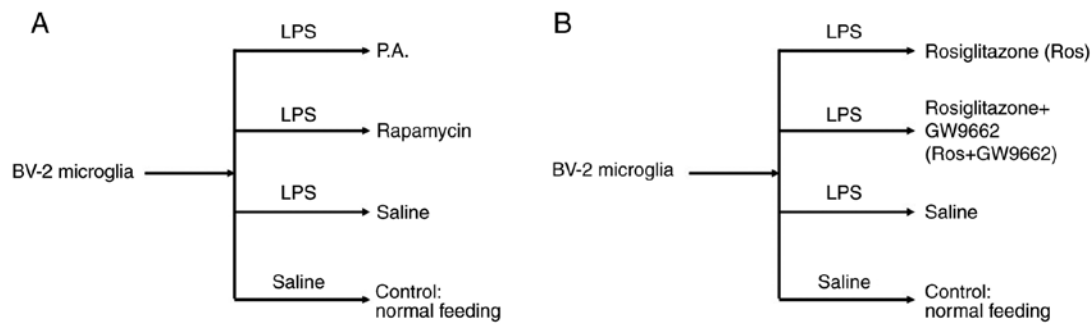 A
LPS
P.A.
LPS
Rapamycin
BV-2 microglia
LPS
Saline
Saline
Control:
normal feeding
B
LPS
Rosiglitazone (Ros)
LPS
Rosiglitazone+
GW9662
(Ros+GW9662)
BV-2 microglia
LPS
Saline
Saline
Control:
normal feeding